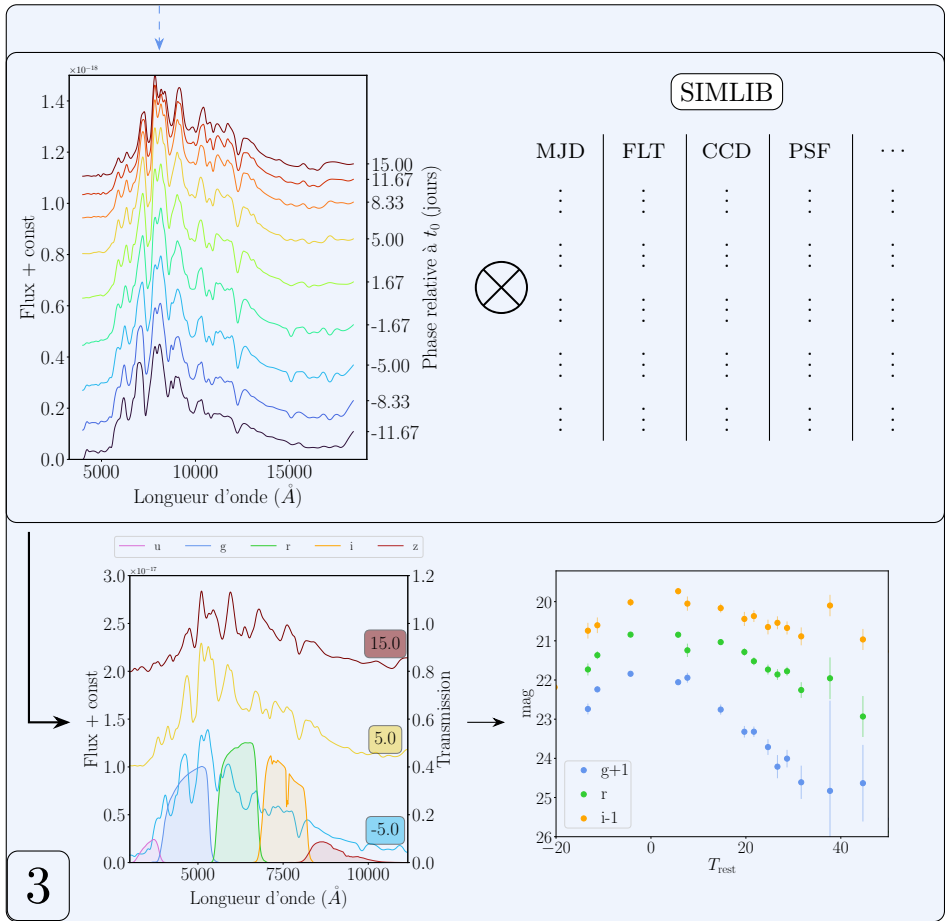 ×10⁻¹⁸
1.4
1.2
1.0
0.8
0.6
0.4
0.2
0.0
Flux + const
5000 10000 15000
Longueur d'onde (Å)
15.00
11.67
8.33
5.00
1.67
-1.67
-5.00
-8.33
-11.67
Phase relative à t₀ (jours)
SIMLIB
MJD FLT CCD PSF ···
u g r i z
×10⁻¹⁷
3.0
2.5
2.0
1.5
1.0
0.5
0.0
Flux + const
5000 7500 10000
Longueur d'onde (Å)
1.2
1.0
0.8
0.6
0.4
0.2
0.0
Transmission
15.0
5.0
-5.0
20
21
22
23
24
25
26
mag
g+1
r
i-1
−20 0 20 40
T_rest
3